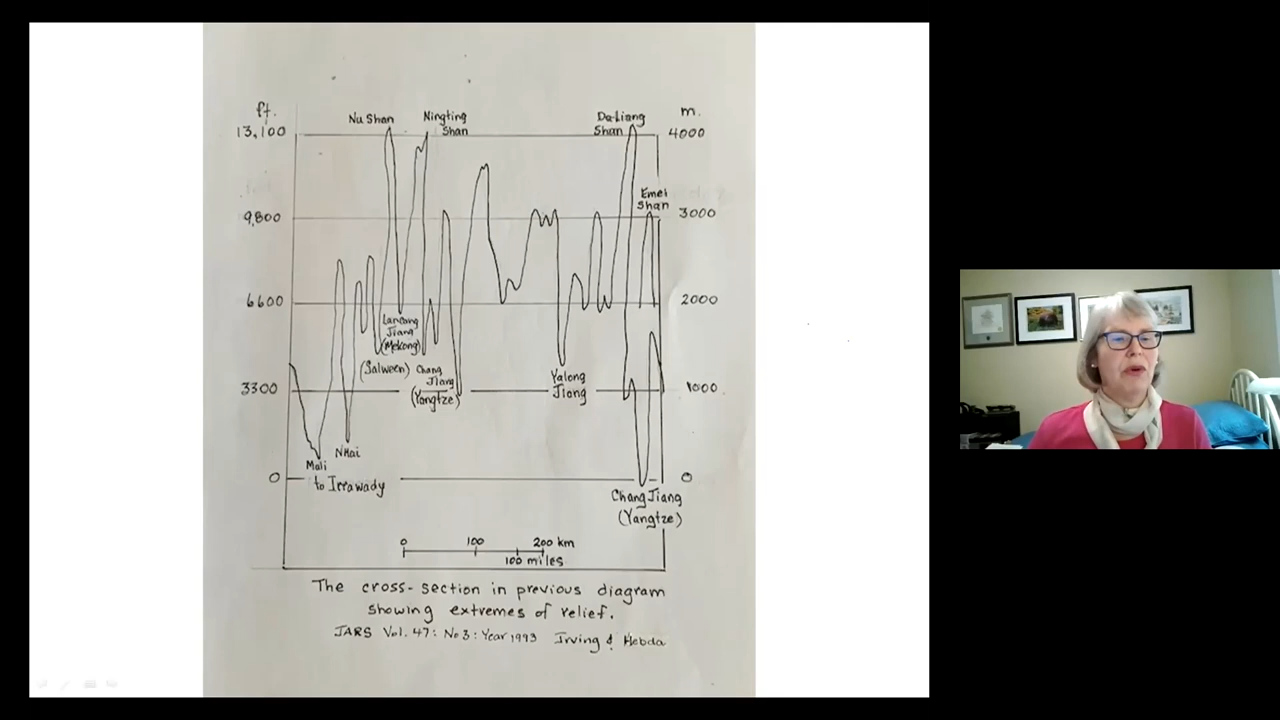 ft.
m.
13,100
Nu Shan
Ningting
Shan
Da-Liang
Shan
4000
9,800
Emei
Shan
3000
6600
2000
Lancang
Jiang
(Mekong)
(Salween)
Chang
Jiang
(Yangtze)
Yalong
Jiang
3300
1000
NMai
Mali
to Irrawady
0
0
Chang Jiang
(Yangtze)
0 100 200 km
100 miles
The cross-section in previous diagram
showing extremes of relief.
JARS Vol. 47: No 3: Year 1993 Irving & Hebda